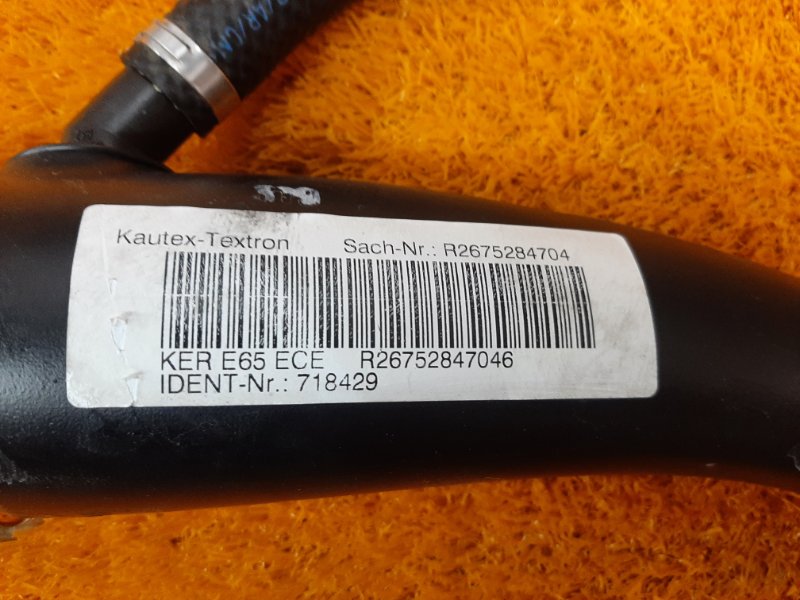 Kautex-Textron Sach-Nr.: R2675284704
KER E65 ECE R26752847046
IDENT-Nr.: 718429